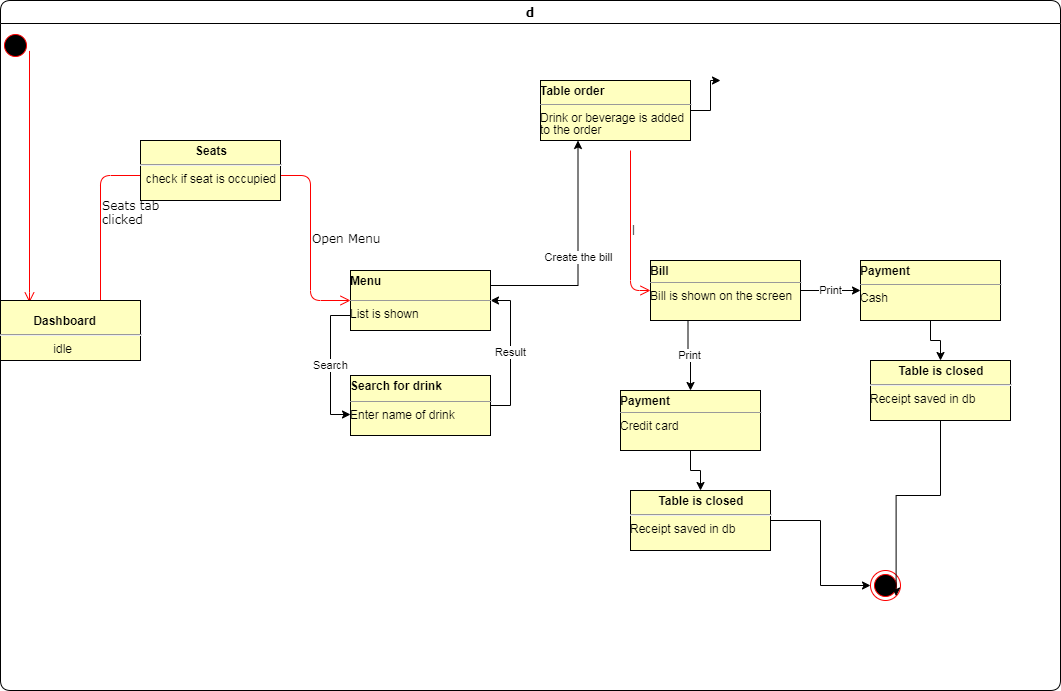 d
Table order
Drink or beverage is added
to the order
Seats
check if seat is occupied
Seats tab
clicked
Open Menu
Create the bill
l
Menu
List is shown
Bill
Bill is shown on the screen
Print
Payment
Cash
Dashboard
idle
Search
Result
Print
Search for drink
Enter name of drink
Payment
Credit card
Table is closed
Receipt saved in db
Table is closed
Receipt saved in db